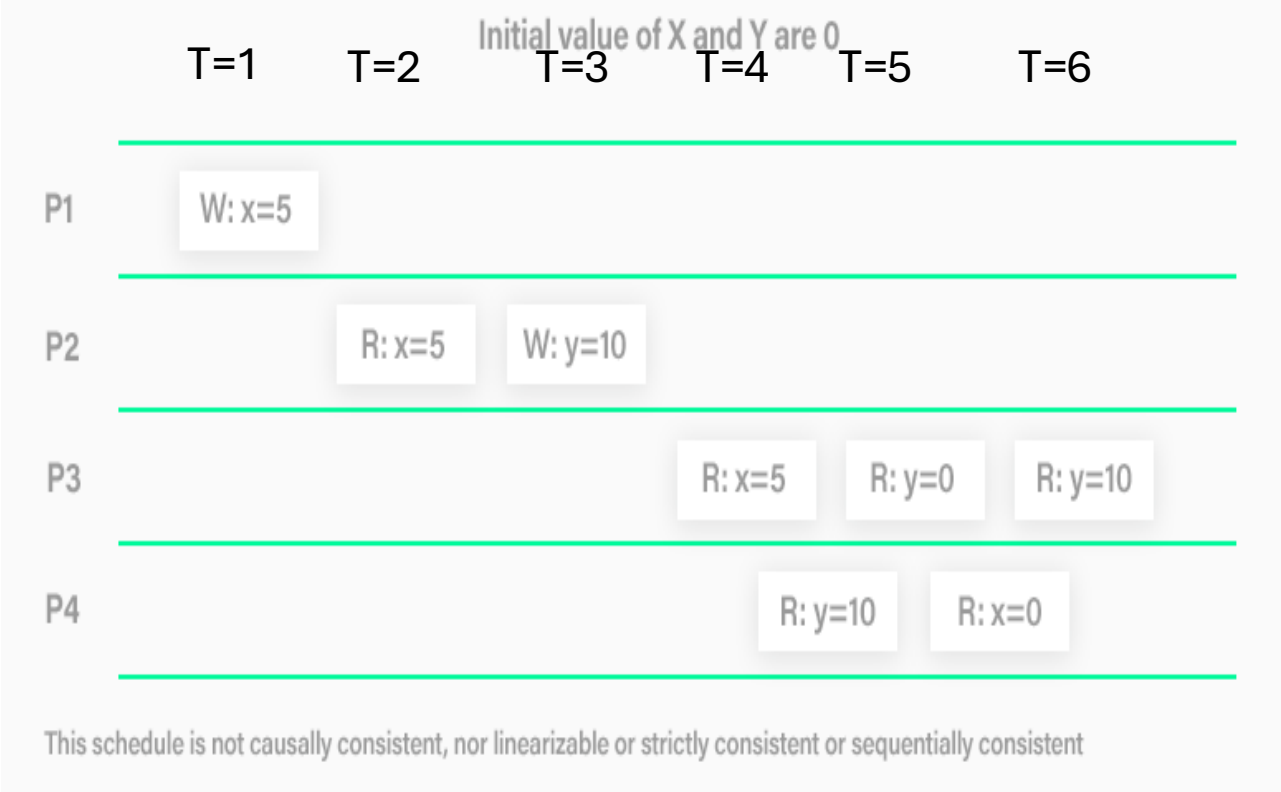 Initial value of X and Y are 0
T=1 T=2 T=3 T=4 T=5 T=6
P1 W: x=5
P2 R: x=5 W: y=10
P3 R: x=5 R: y=0 R: y=10
P4 R: y=10 R: x=0
This schedule is not causally consistent, nor linearizable or strictly consistent or sequentially consistent